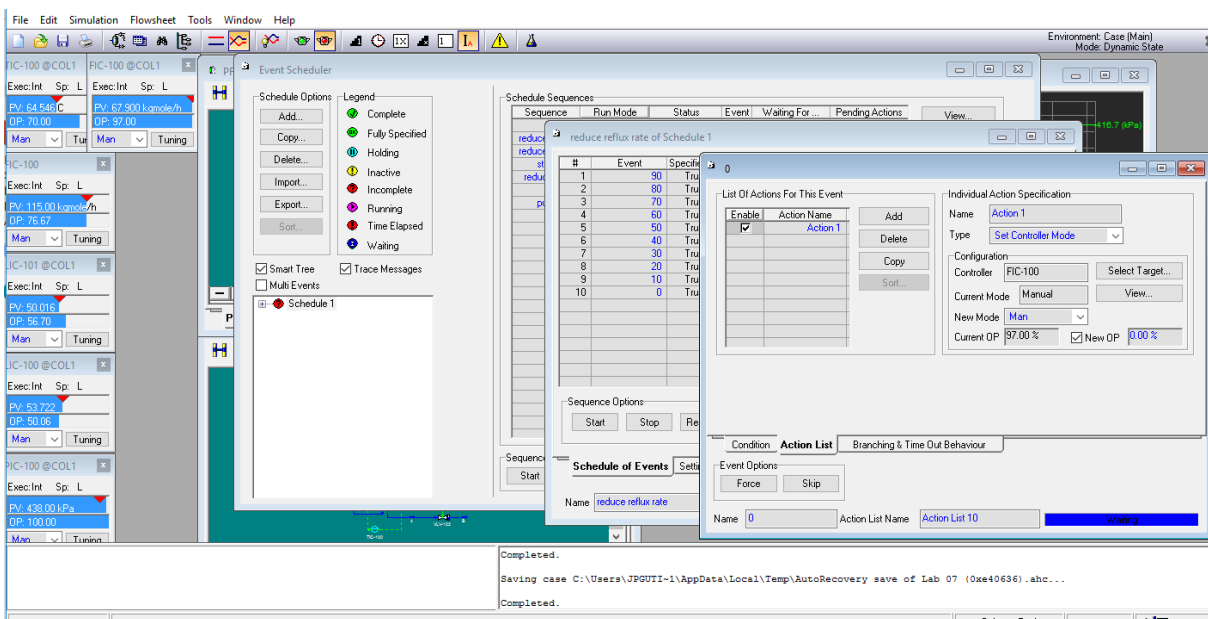 File Edit Simulation Flowsheet Tools Window Help
Environment: Case (Main)
Mode: Dynamic State
TIC-100 @COL1
Exec:Int Sp: L
PV: 64.546 C
OP: 70.00
Man
FIC-100 @COL1
Exec:Int Sp: L
PV: 67.900 kgmole/h
OP: 97.00
Man Tuning
FIC-100
Exec:Int Sp: L
PV: 115.00 kgmole/h
OP: 76.67
Man Tuning
LIC-101 @COL1
Exec:Int Sp: L
PV: 50.016
OP: 56.70
Man Tuning
LIC-100 @COL1
Exec:Int Sp: L
PV: 53.722
OP: 50.06
Man Tuning
PIC-100 @COL1
Exec:Int Sp: L
PV: 438.00 kPa
OP: 100.00
Man Tuning
Event Scheduler
Schedule Options
Add...
Copy...
Delete...
Import...
Export...
Sort...
Legend
Complete
Fully Specified
Holding
Inactive
Incomplete
Running
Time Elapsed
Waiting
Smart Tree Trace Messages
Multi Events
Schedule 1
Schedule Sequences
Sequence Run Mode Status Event Waiting For ... Pending Actions
View...
416.7 (kPa)
Start
reduce reflux rate of Schedule 1
# Event
1 90
2 80
3 70
4 60
5 50
6 40
7 30
8 20
9 10
10 0
Sequence Options
Start Stop
Schedule of Events
Name reduce reflux rate
0
List Of Actions For This Event
Enable Action Name
Action 1
Add
Delete
Copy
Sort...
Individual Action Specification
Name Action 1
Type Set Controller Mode
Configuration
Controller FIC-100 Select Target...
Current Mode Manual View...
New Mode Man
Current OP 97.00 % New OP 0.00 %
Condition Action List Branching & Time Out Behaviour
Event Options
Force Skip
Name 0 Action List Name Action List 10 Waiting
TIC-100
Completed.
Saving case C:\Users\JPGUTI~1\AppData\Local\Temp\AutoRecovery save of Lab 07 (0xe40636).ahc...
Completed.